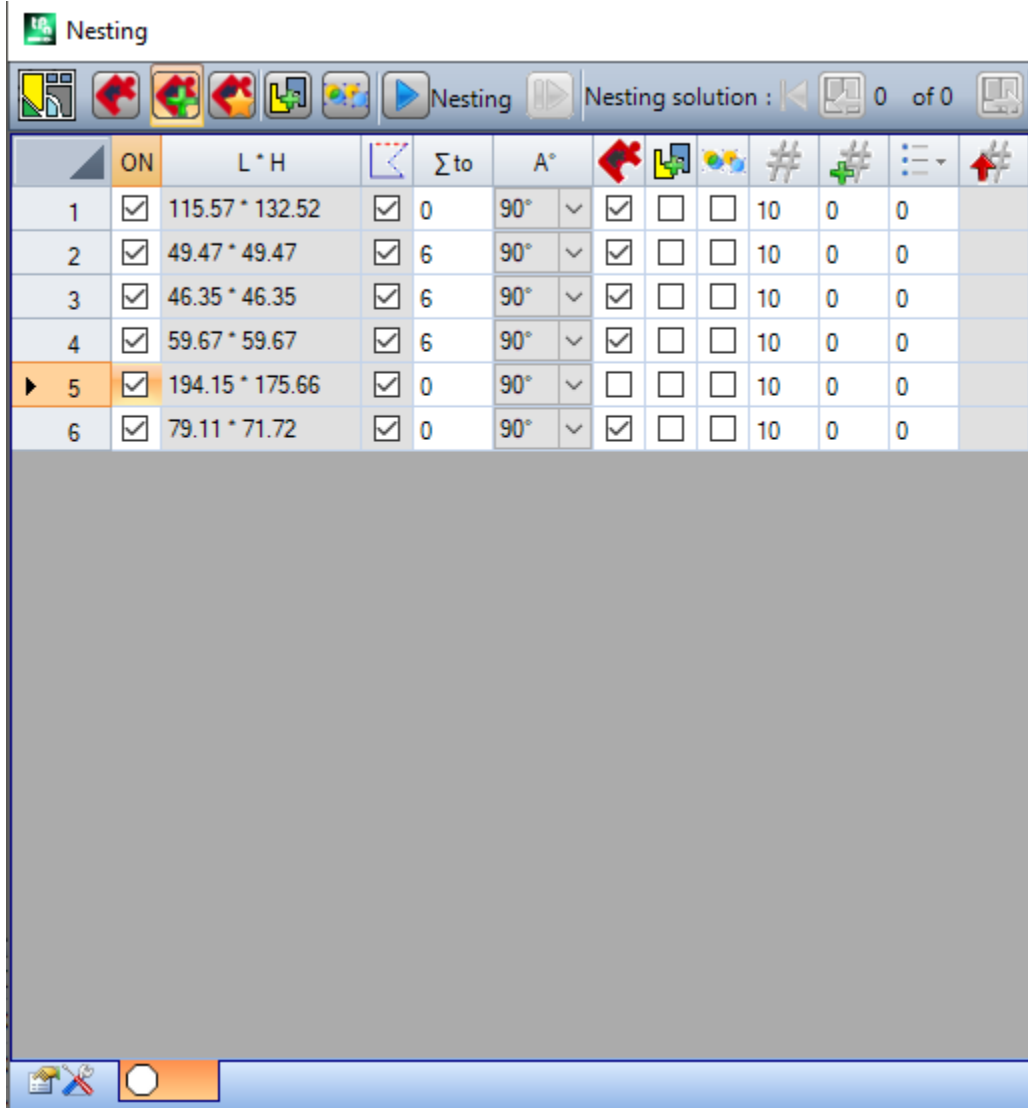 Nesting
Nesting Nesting solution : 0 of 0
ON L * H Σ to A° # # #
1 115.57 * 132.52 0 90° 10 0 0
2 49.47 * 49.47 6 90° 10 0 0
3 46.35 * 46.35 6 90° 10 0 0
4 59.67 * 59.67 6 90° 10 0 0
5 194.15 * 175.66 0 90° 10 0 0
6 79.11 * 71.72 0 90° 10 0 0